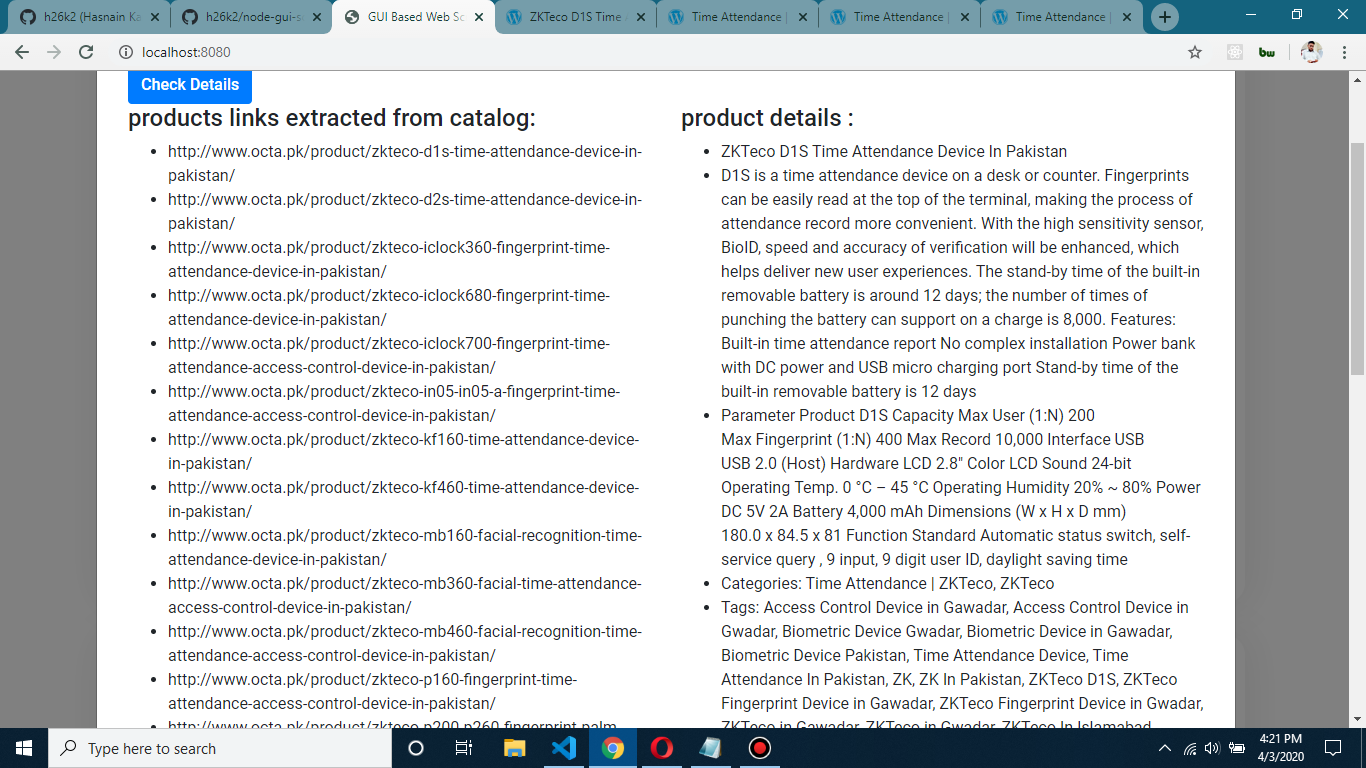 h26k2 (Hasnain Ka
h26k2/node-gui-s
GUI Based Web Sc
ZKTeco D1S Time
Time Attendance |
Time Attendance |
Time Attendance |
localhost:8080
bw
Check Details
products links extracted from catalog:
http://www.octa.pk/product/zkteco-d1s-time-attendance-device-in-
pakistan/
http://www.octa.pk/product/zkteco-d2s-time-attendance-device-in-
pakistan/
http://www.octa.pk/product/zkteco-iclock360-fingerprint-time-
attendance-device-in-pakistan/
http://www.octa.pk/product/zkteco-iclock680-fingerprint-time-
attendance-device-in-pakistan/
http://www.octa.pk/product/zkteco-iclock700-fingerprint-time-
attendance-access-control-device-in-pakistan/
http://www.octa.pk/product/zkteco-in05-in05-a-fingerprint-time-
attendance-access-control-device-in-pakistan/
http://www.octa.pk/product/zkteco-kf160-time-attendance-device-
in-pakistan/
http://www.octa.pk/product/zkteco-kf460-time-attendance-device-
in-pakistan/
http://www.octa.pk/product/zkteco-mb160-facial-recognition-time-
attendance-device-in-pakistan/
http://www.octa.pk/product/zkteco-mb360-facial-time-attendance-
access-control-device-in-pakistan/
http://www.octa.pk/product/zkteco-mb460-facial-recognition-time-
attendance-access-control-device-in-pakistan/
http://www.octa.pk/product/zkteco-p160-fingerprint-time-
attendance-access-control-device-in-pakistan/
http://www.octa.pk/product/zkteco-p200-p260-fingerprint-palm
product details :
ZKTeco D1S Time Attendance Device In Pakistan
D1S is a time attendance device on a desk or counter. Fingerprints
can be easily read at the top of the terminal, making the process of
attendance record more convenient. With the high sensitivity sensor,
BioID, speed and accuracy of verification will be enhanced, which
helps deliver new user experiences. The stand-by time of the built-in
removable battery is around 12 days; the number of times of
punching the battery can support on a charge is 8,000. Features:
Built-in time attendance report No complex installation Power bank
with DC power and USB micro charging port Stand-by time of the
built-in removable battery is 12 days
Parameter Product D1S Capacity Max User (1:N) 200
Max Fingerprint (1:N) 400 Max Record 10,000 Interface USB
USB 2.0 (Host) Hardware LCD 2.8" Color LCD Sound 24-bit
Operating Temp. 0 °C – 45 °C Operating Humidity 20% ~ 80% Power
DC 5V 2A Battery 4,000 mAh Dimensions (W x H x D mm)
180.0 x 84.5 x 81 Function Standard Automatic status switch, self-
service query , 9 input, 9 digit user ID, daylight saving time
Categories: Time Attendance | ZKTeco, ZKTeco
Tags: Access Control Device in Gawadar, Access Control Device in
Gwadar, Biometric Device Gwadar, Biometric Device in Gawadar,
Biometric Device Pakistan, Time Attendance Device, Time
Attendance In Pakistan, ZK, ZK In Pakistan, ZKTeco D1S, ZKTeco
Fingerprint Device in Gawadar, ZKTeco Fingerprint Device in Gwadar,
ZKTeco in Gawadar, ZKTeco in Gwadar, ZKTeco In Islamabad
Type here to search
4:21 PM
4/3/2020